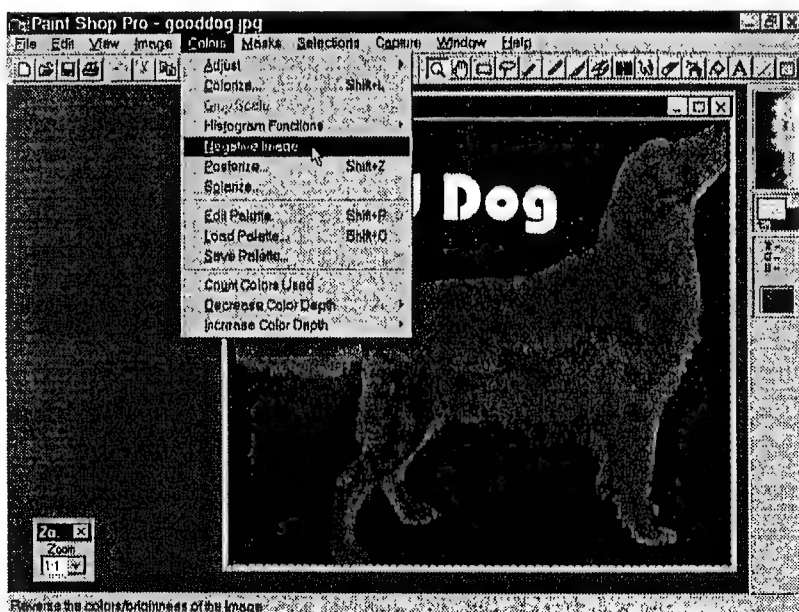 Paint Shop Pro - gooddog.jpg
File Edit View Image Colors Masks Selections Capture Window Help
Adjust
Colorize... Shift+L
Gray Scale
Histogram Functions
Negative Image
Posterize... Shift+Z
Solarize...
Edit Palette... Shift+P
Load Palette... Shift+O
Save Palette...
Count Colors Used
Decrease Color Depth
Increase Color Depth
Dog
Zo.
Zoom
1:1
Reverse the colors/brightness of the image